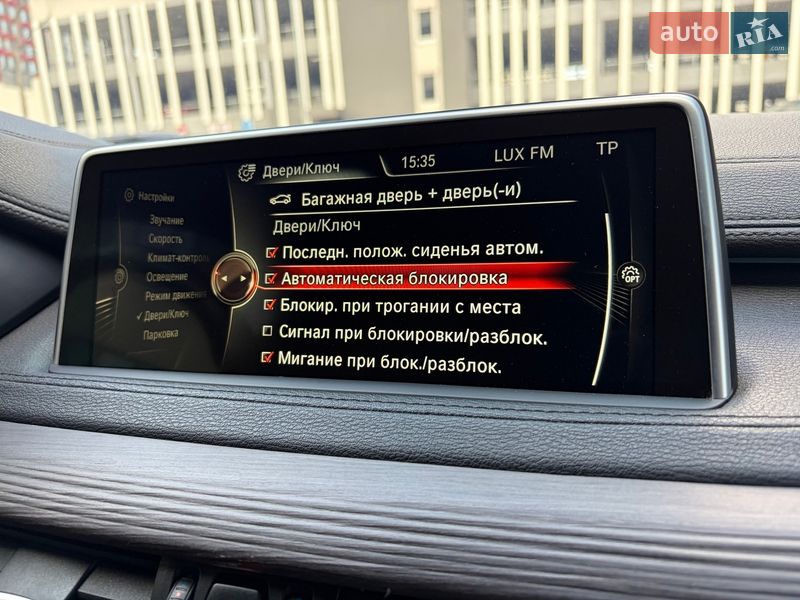 auto RIA .com
Двери/Ключ 15:35 LUX FM TP
Багажная дверь + дверь(-и)
Двери/Ключ
Последн. полож. сиденья автом.
Автоматическая блокировка
Блокир. при трогании с места
Сигнал при блокировки/разблок.
Мигание при блок./разблок.
Настройки
Звучание
Скорость
Климат-контроль
Освещение
Режим движения
Двери/Ключ
Парковка
OPT